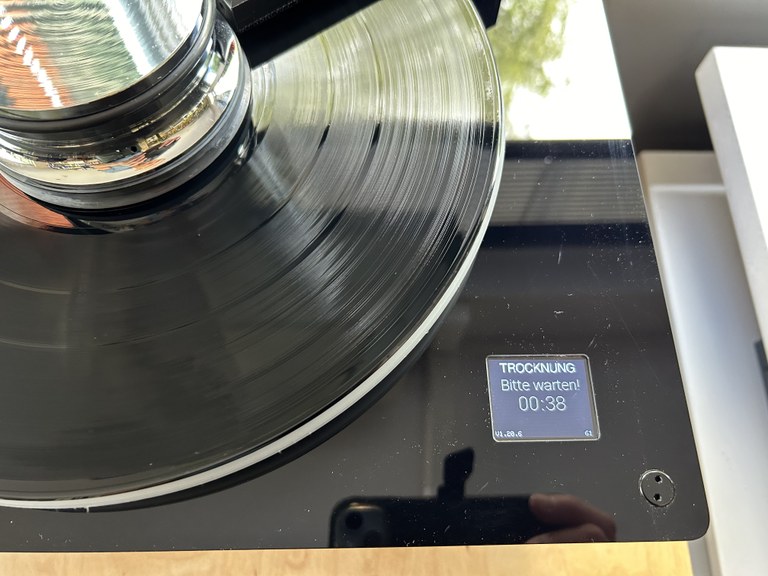 TROCKNUNG
Bitte warten!
00:38
V1.20.6 G1